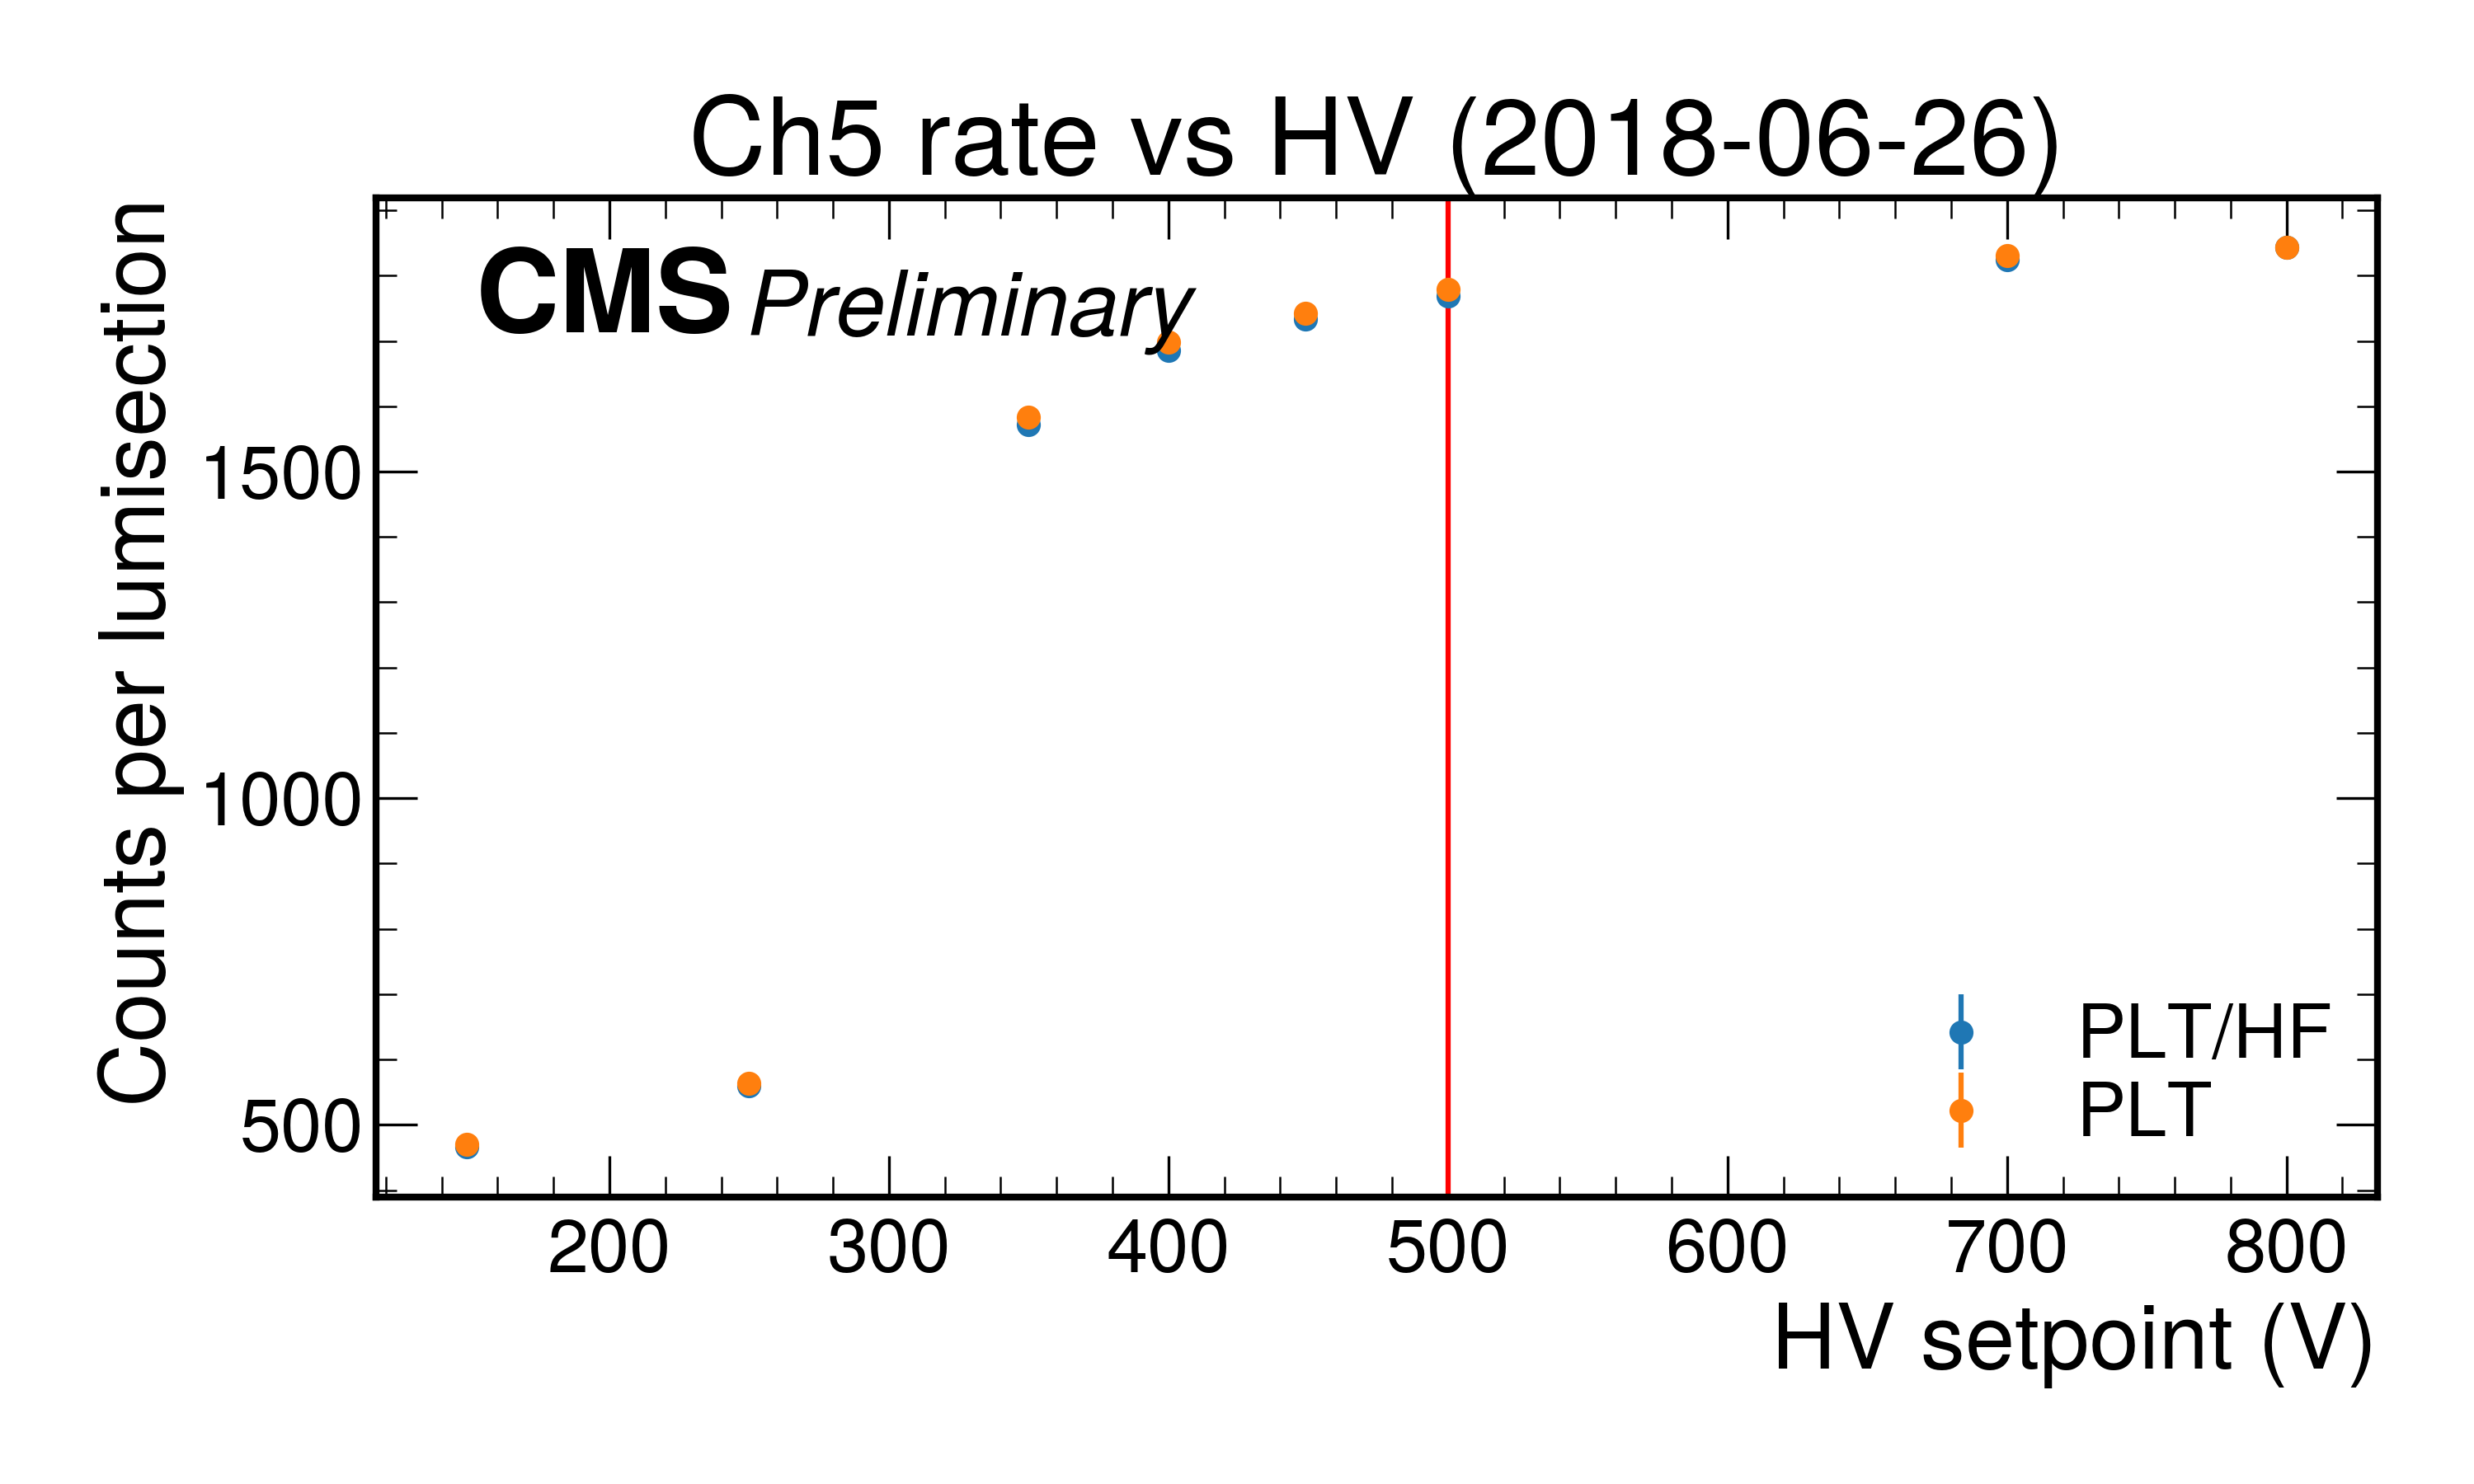 Ch5 rate vs HV (2018-06-26)
CMS Preliminary
Counts per lumisection
1500
1000
500
PLT/HF
PLT
200 300 400 500 600 700 800
HV setpoint (V)